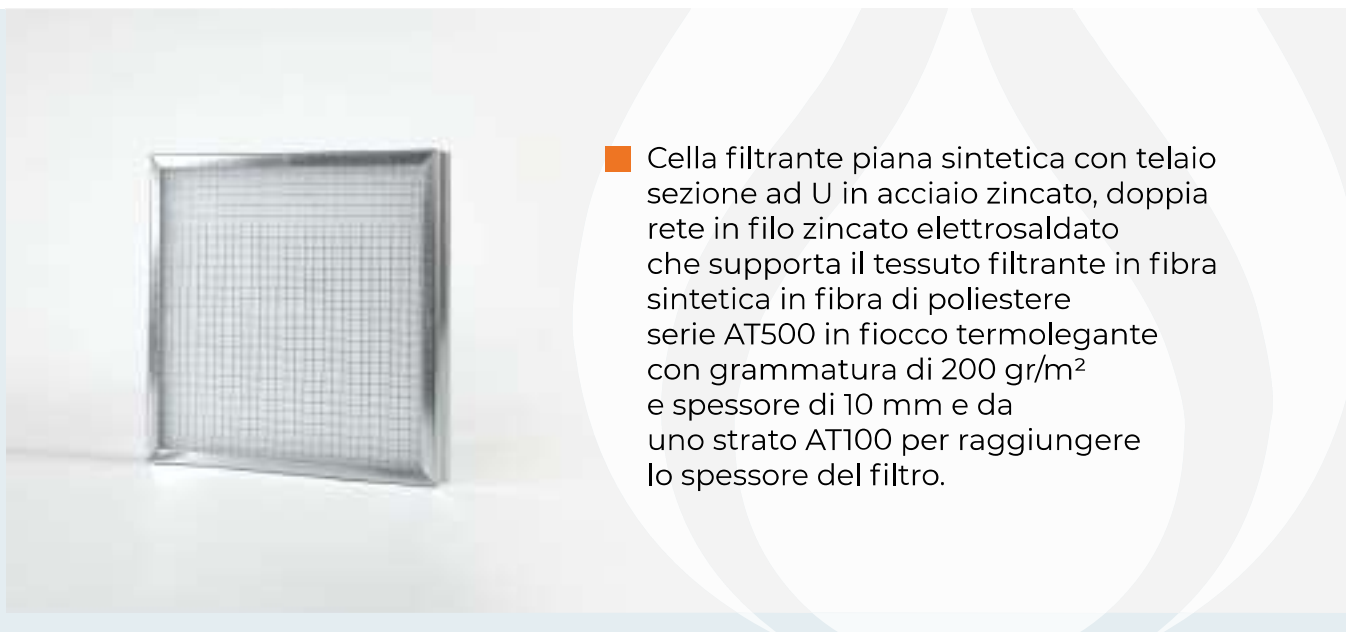 Cella filtrante piana sintetica con telaio
sezione ad U in acciaio zincato, doppia
rete in filo zincato elettrosaldato
che supporta il tessuto filtrante in fibra
sintetica in fibra di poliestere
serie AT500 in fiocco termolegante
con grammatura di 200 gr/m²
e spessore di 10 mm e da
uno strato AT100 per raggiungere
lo spessore del filtro.